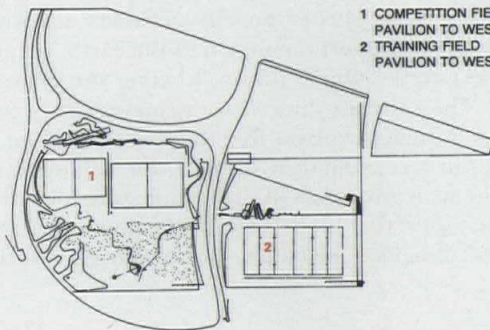 1 COMPETITION FIE
PAVILION TO WES
2 TRAINING FIELD
PAVILION TO WES
1
2